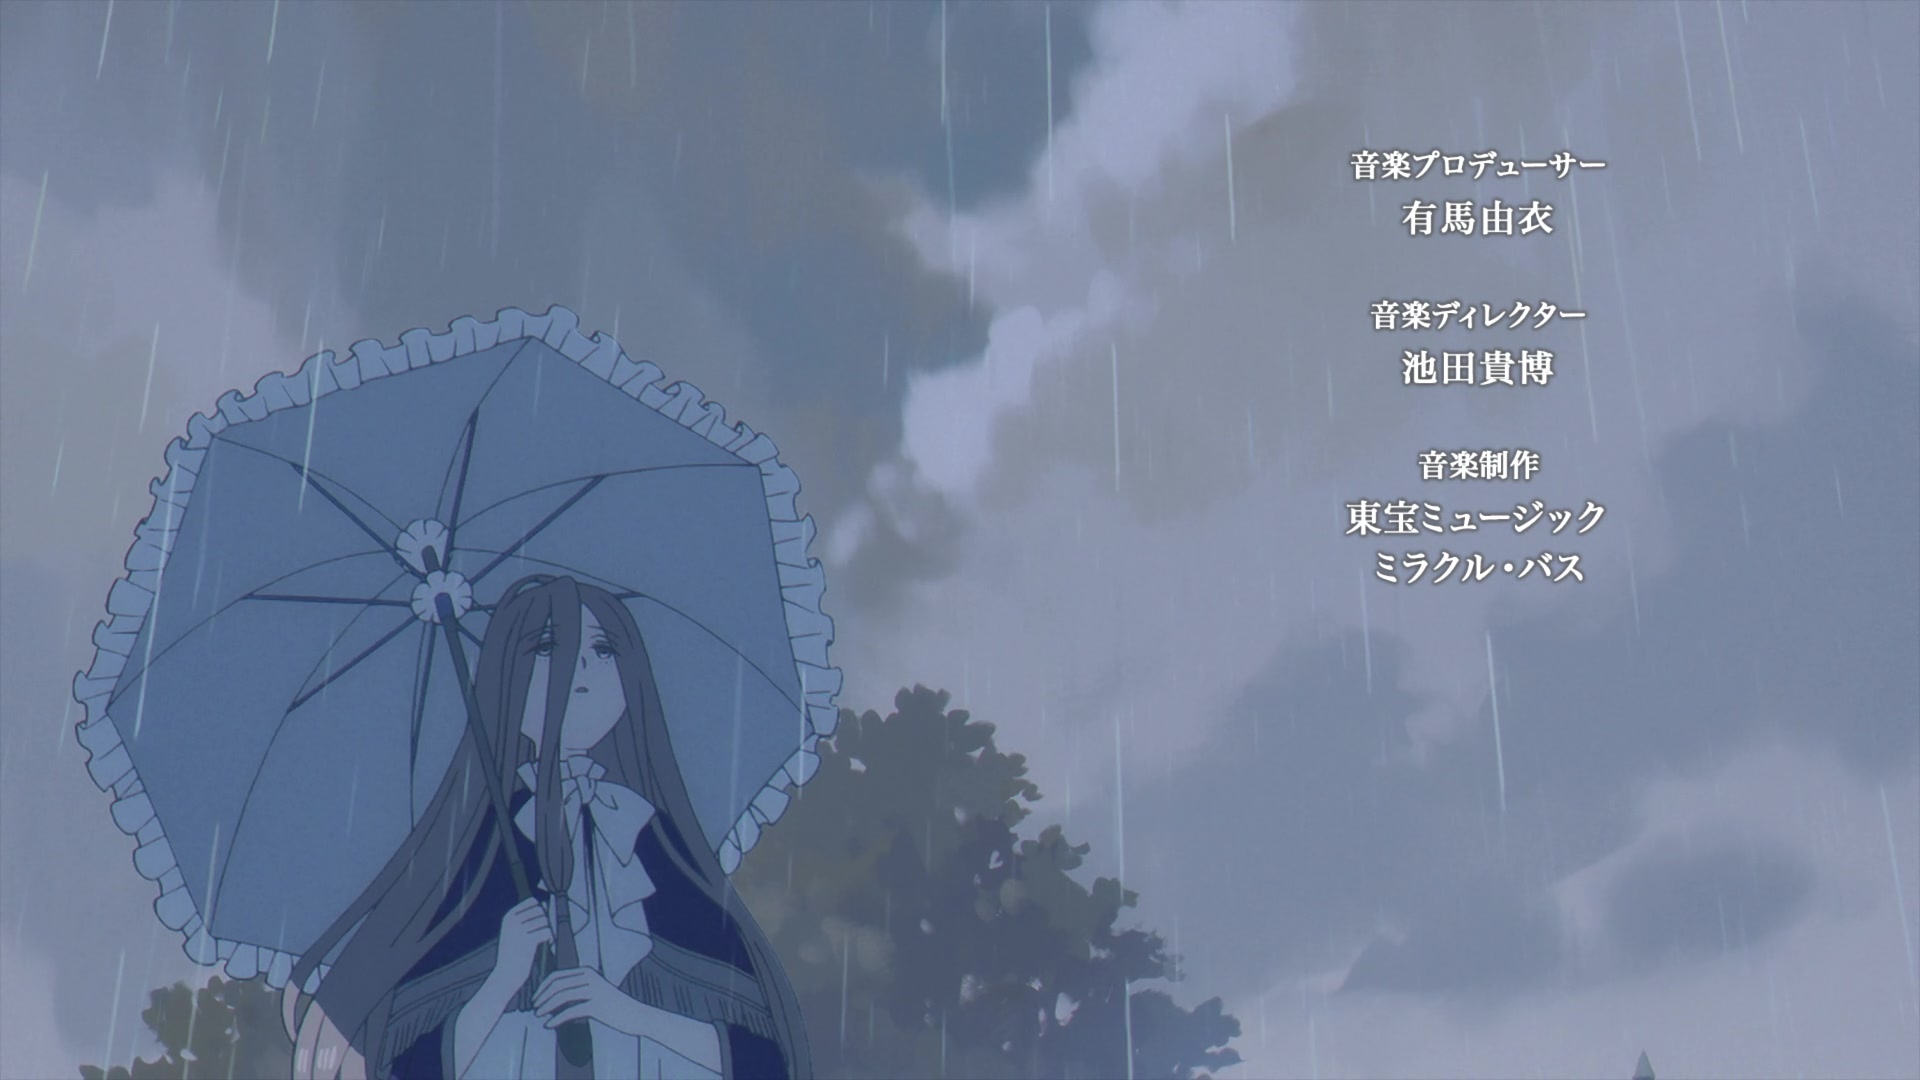 音楽プロデューサー
有馬由衣
音楽ディレクター
池田貴博
音楽制作
東宝ミュージック
ミラクル・バス